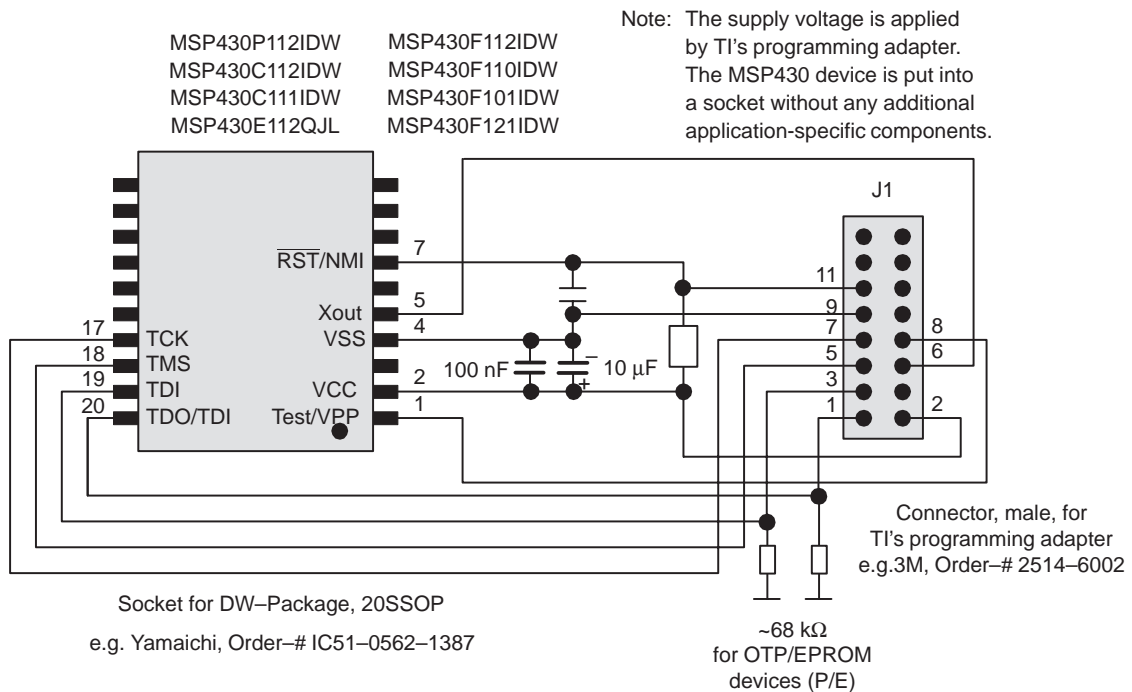 Note: The supply voltage is applied
by TI's programming adapter.
The MSP430 device is put into
a socket without any additional
application-specific components.
MSP430P112IDW MSP430F112IDW
MSP430C112IDW MSP430F110IDW
MSP430C111IDW MSP430F101IDW
MSP430E112QJL MSP430F121IDW
J1
RST/NMI 7
11
Xout 5
9
17 TCK VSS 4
7 8
18 TMS
5 6
100 nF − 10 μF +
19 TDI VCC 2
3
20 TDO/TDI Test/VPP 1
1 2
Connector, male, for
TI's programming adapter
e.g.3M, Order–# 2514–6002
Socket for DW–Package, 20SSOP
e.g. Yamaichi, Order–# IC51–0562–1387
~68 kΩ
for OTP/EPROM
devices (P/E)